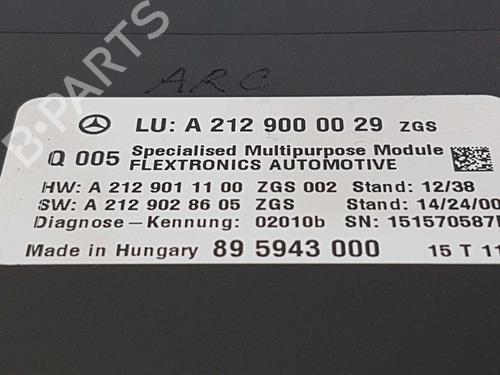 B-PARTS
ARC
LU: A 212 900 00 29 ZGS
Q 005 Specialised Multipurpose Module
FLEXTRONICS AUTOMOTIVE
HW: A 212 901 11 00 ZGS 002 Stand: 12/38
SW: A 212 902 86 05 ZGS Stand: 14/24/00
Diagnose-Kennung: 02010b SN: 151570587
Made in Hungary 89 5943 000 15 T 11